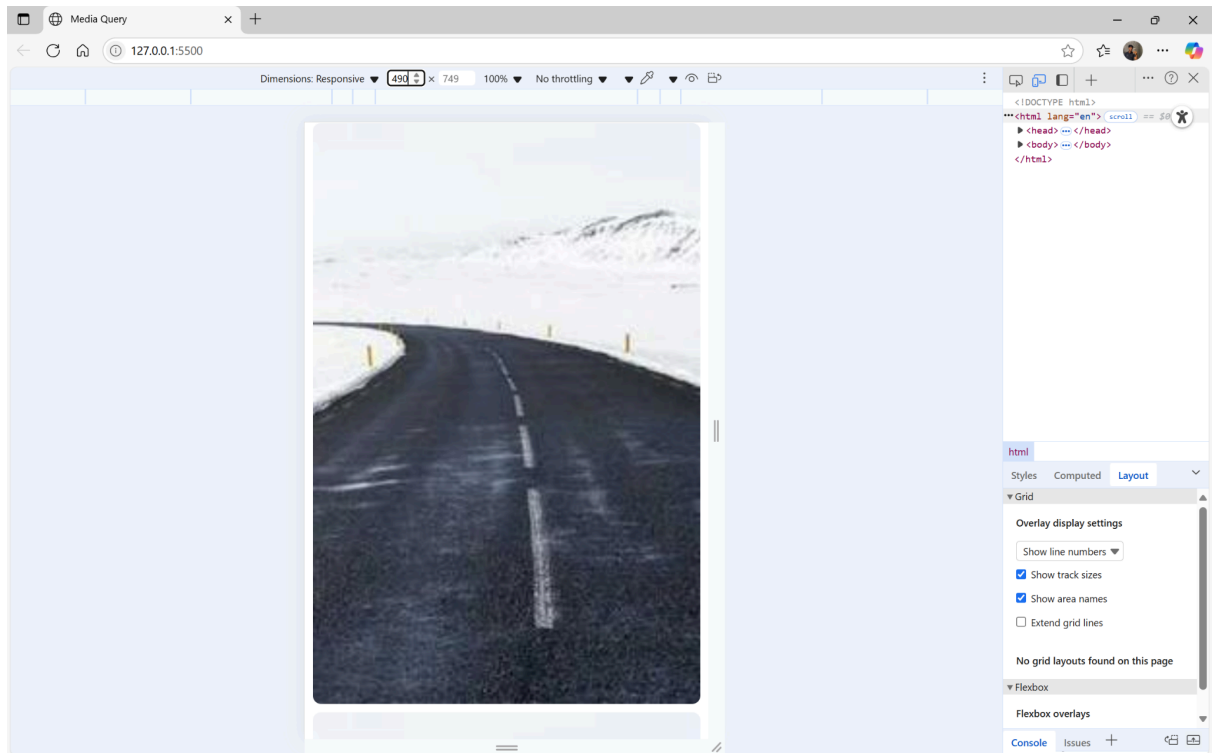 Media Query
127.0.0.1:5500
Dimensions: Responsive 490 × 749 100% No throttling
<!DOCTYPE html>
<html lang="en"> scroll == $0
<head> ... </head>
<body> ... </body>
</html>
html
Styles Computed Layout
Grid
Overlay display settings
Show line numbers
Show track sizes
Show area names
Extend grid lines
No grid layouts found on this page
Flexbox
Flexbox overlays
Console Issues